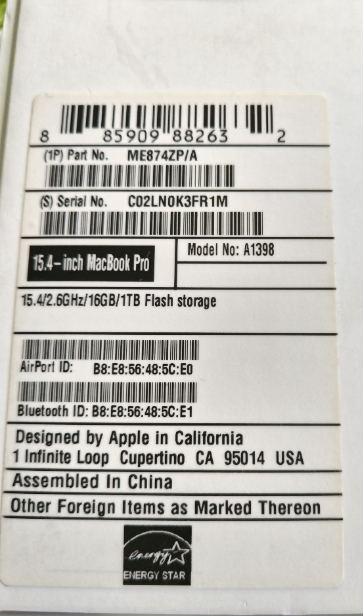 8 85909 88263 2
(1P) Part No. ME874ZP/A
(S) Serial No. C02LN0K3FR1M
15.4-inch MacBook Pro
Model No: A1398
15.4/2.6GHz/16GB/1TB Flash storage
AirPort ID: B8:E8:56:48:5C:E0
Bluetooth ID: B8:E8:56:48:5C:E1
Designed by Apple in California
1 Infinite Loop Cupertino CA 95014 USA
Assembled In China
Other Foreign Items as Marked Thereon
energy
ENERGY STAR